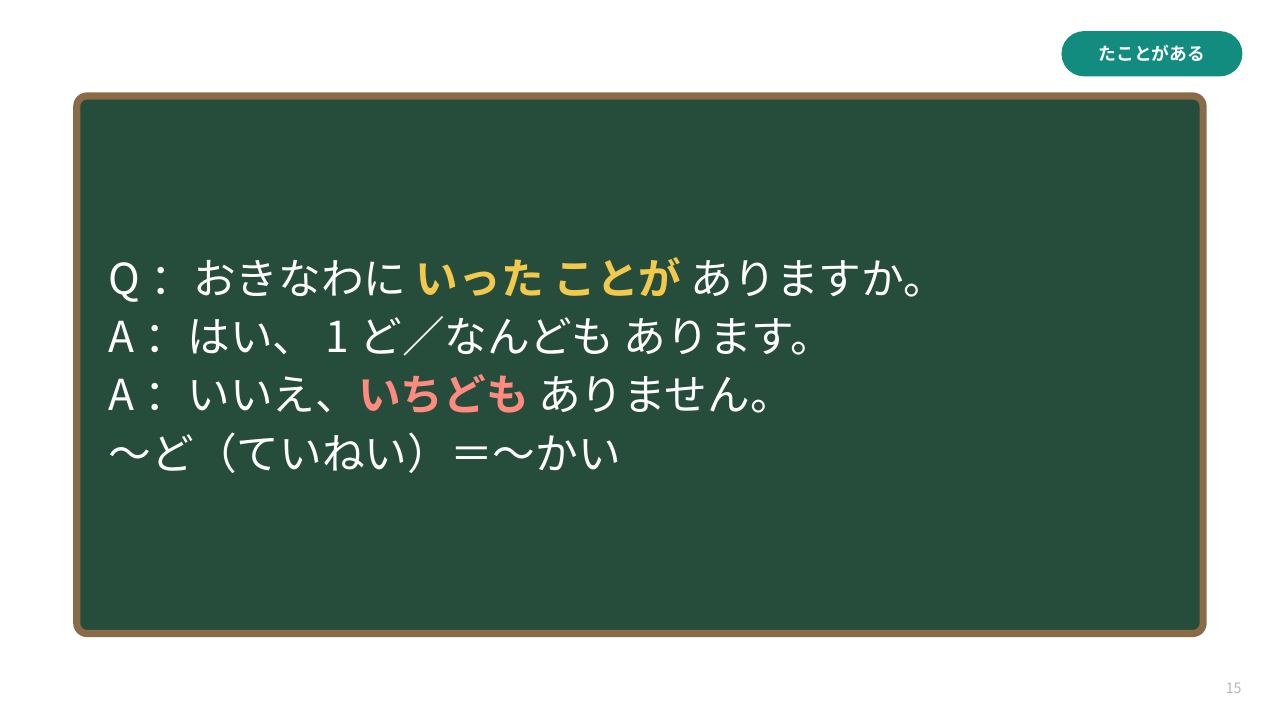 たことがある
Q： おきなわに いった ことが ありますか。
A： はい、１ど／なんども あります。
A： いいえ、いちども ありません。
～ど（ていねい）＝～かい
15